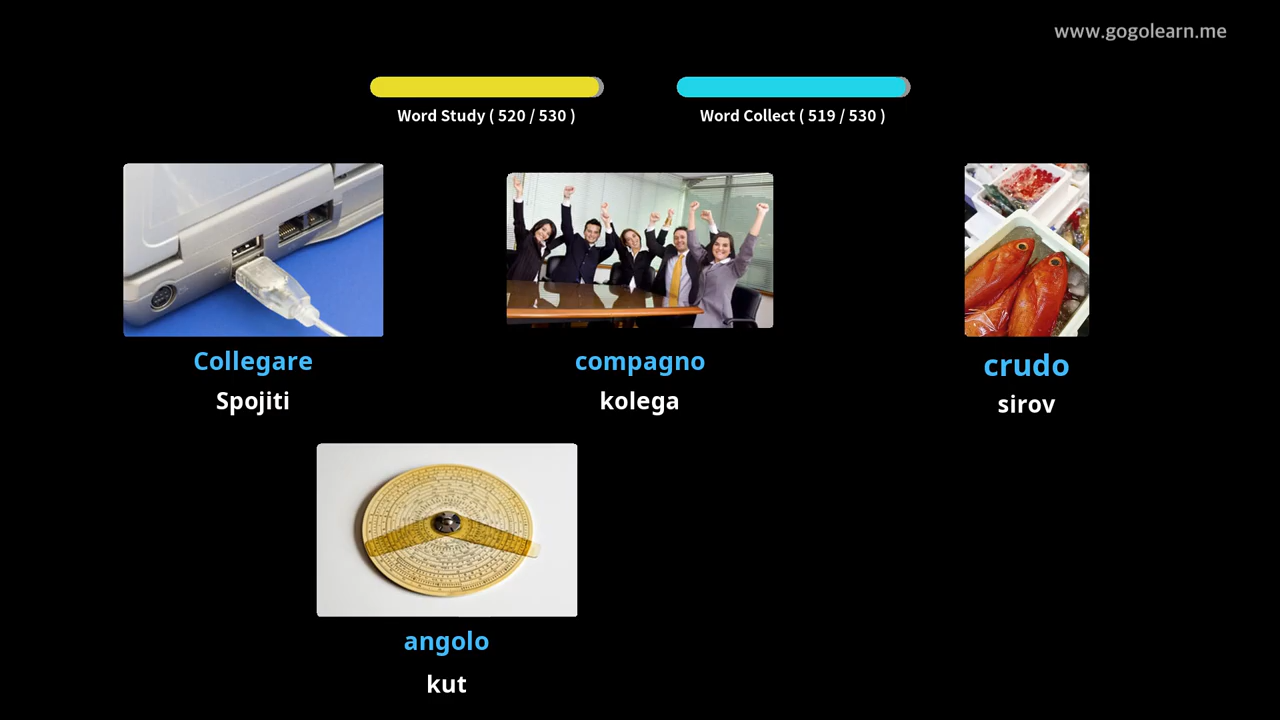 www.gogolearn.me
Word Study ( 520 / 530 )
Word Collect ( 519 / 530 )
Collegare
compagno
crudo
Spojiti
kolega
sirov
angolo
kut